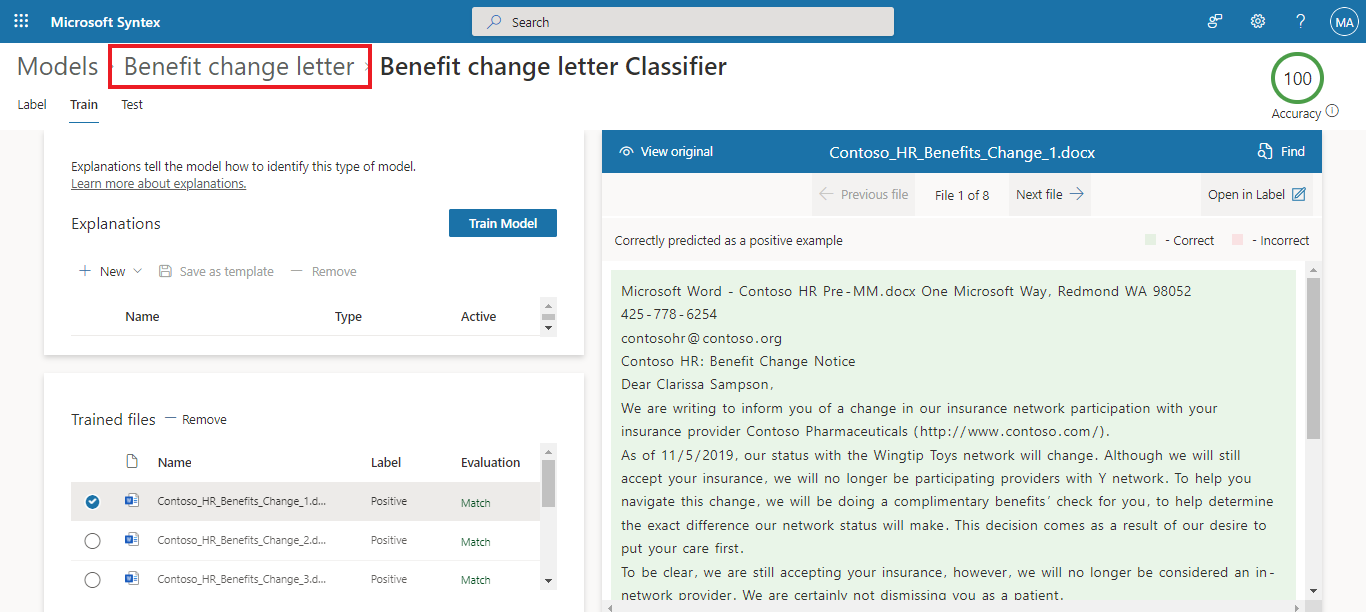 Microsoft Syntex
Search
MA
Models › Benefit change letter › Benefit change letter Classifier
100
Accuracy
Label Train Test
Explanations tell the model how to identify this type of model.
Learn more about explanations.
Explanations
Train Model
New
Save as template
Remove
Name Type Active
Trained files
Remove
Name Label Evaluation
Contoso_HR_Benefits_Change_1.d... Positive Match
Contoso_HR_Benefits_Change_2.d... Positive Match
Contoso_HR_Benefits_Change_3.d... Positive Match
View original
Contoso_HR_Benefits_Change_1.docx
Find
Previous file
File 1 of 8
Next file
Open in Label
Correctly predicted as a positive example
- Correct
- Incorrect
Microsoft Word - Contoso HR Pre-MM.docx One Microsoft Way, Redmond WA 98052
425-778-6254
contosohr@contoso.org
Contoso HR: Benefit Change Notice
Dear Clarissa Sampson,
We are writing to inform you of a change in our insurance network participation with your
insurance provider Contoso Pharmaceuticals (http://www.contoso.com/).
As of 11/5/2019, our status with the Wingtip Toys network will change. Although we will still
accept your insurance, we will no longer be participating providers with Y network. To help you
navigate this change, we will be doing a complimentary benefits’ check for you, to help determine
the exact difference our network status will make. This decision comes as a result of our desire to
put your care first.
To be clear, we are still accepting your insurance, however, we will no longer be considered an in-
network provider. We are certainly not dismissing you as a patient.